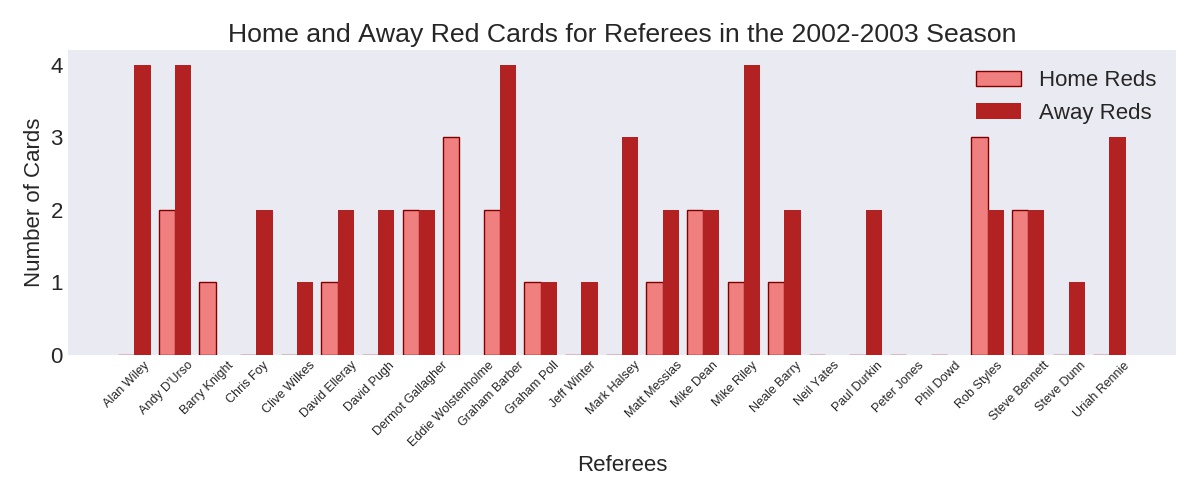 Home and Away Red Cards for Referees in the 2002-2003 Season
Home Reds
Away Reds
Number of Cards
4
3
2
1
0
Alan Wiley
Andy D'Urso
Barry Knight
Chris Foy
Clive Wilkes
David Elleray
David Pugh
Dermot Gallagher
Eddie Wolstenholme
Graham Barber
Graham Poll
Jeff Winter
Mark Halsey
Matt Messias
Mike Dean
Mike Riley
Neale Barry
Neil Yates
Paul Durkin
Peter Jones
Phil Dowd
Rob Styles
Steve Bennett
Steve Dunn
Uriah Rennie
Referees